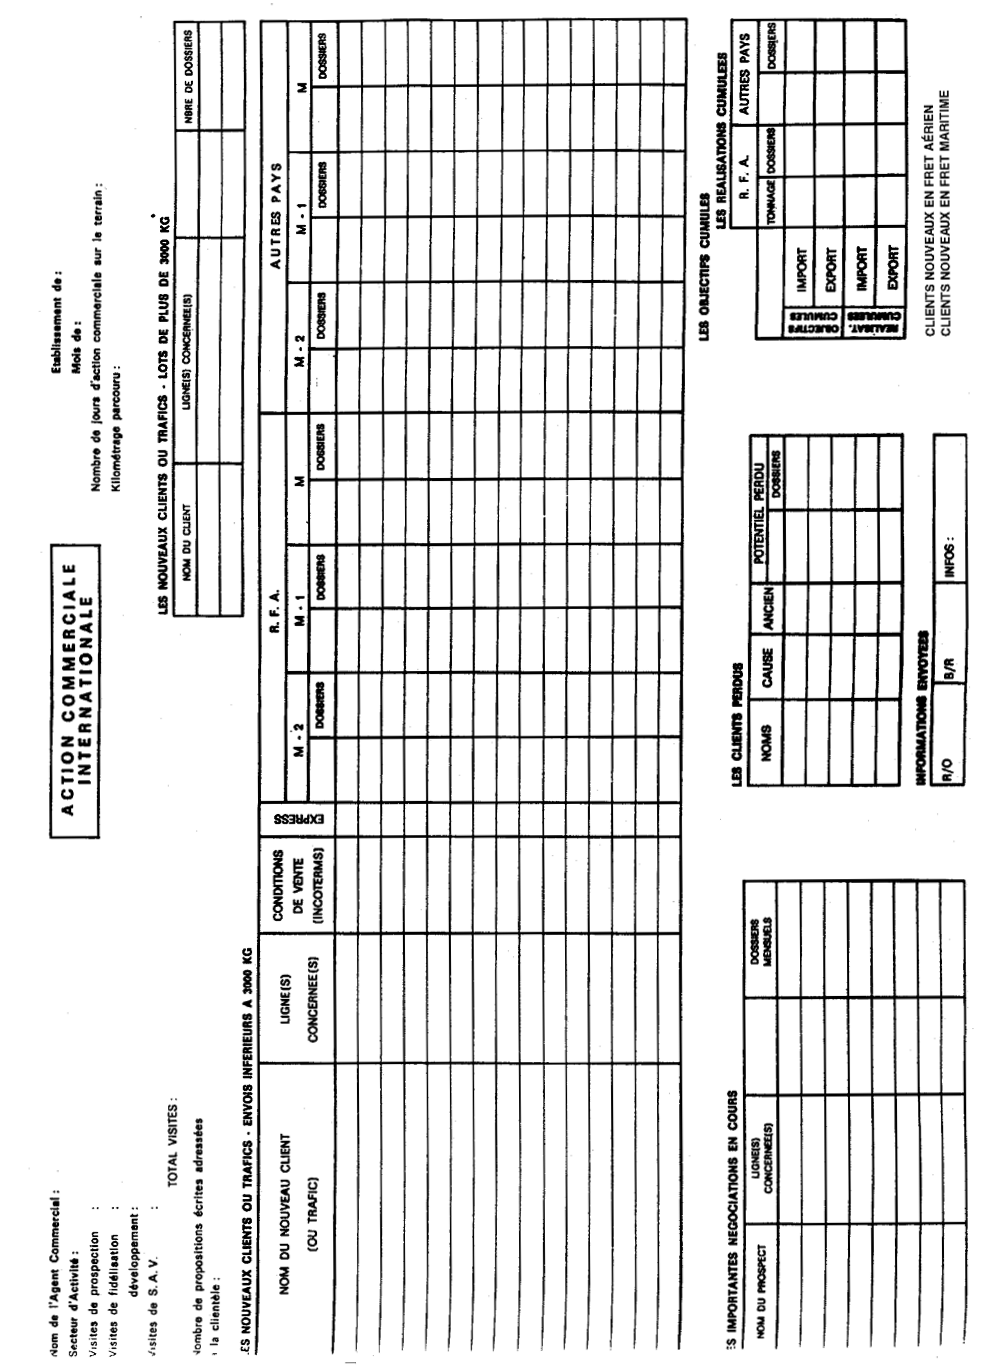 Nom de l'Agent Commercial :
Secteur d'Activité :
Visites de prospection :
Visites de fidélisation :
développement :
Visites de S.A.V. :
TOTAL VISITES :
Nombre de propositions écrites adressées
la clientèle :
ACTION COMMERCIALE
INTERNATIONALE
Etablissement de :
Mois de :
Nombre de jours d'action commerciale sur le terrain :
Kilométrage parcouru :
LES NOUVEAUX CLIENTS OU TRAFICS - LOTS DE PLUS DE 3000 KG
NOM DU CLIENT LIGNE(S) CONCERNEE(S) NBRE DE DOSSIERS
ES NOUVEAUX CLIENTS OU TRAFICS - ENVOIS INFERIEURS A 3000 KG
NOM DU NOUVEAU CLIENT
(OU TRAFIC)
LIGNE(S)
CONCERNEE(S)
CONDITIONS
DE VENTE
(INCOTERMS)
EXPRESS
R. F. A.
M - 2 M - 1 M
DOSSIERS DOSSIERS DOSSIERS
AUTRES PAYS
M - 2 M - 1 M
DOSSIERS DOSSIERS DOSSIERS
ES IMPORTANTES NEGOCIATIONS EN COURS
NOM DU PROSPECT
LIGNE(S)
CONCERNEE(S)
DOSSIERS
MENSUELS
LES CLIENTS PERDUS
NOMS CAUSE ANCIEN POTENTIEL PERDU
DOSSIERS
INFORMATIONS ENVOYEES
R/O B/R INFOS :
LES OBJECTIFS CUMULES
LES REALISATIONS CUMULEES
R. F. A. AUTRES PAYS
TONNAGE DOSSIERS DOSSIERS
OBJECTIFS
CUMULES
IMPORT
EXPORT
REALISAT.
CUMULEES
IMPORT
EXPORT
CLIENTS NOUVEAUX EN FRET AÉRIEN
CLIENTS NOUVEAUX EN FRET MARITIME